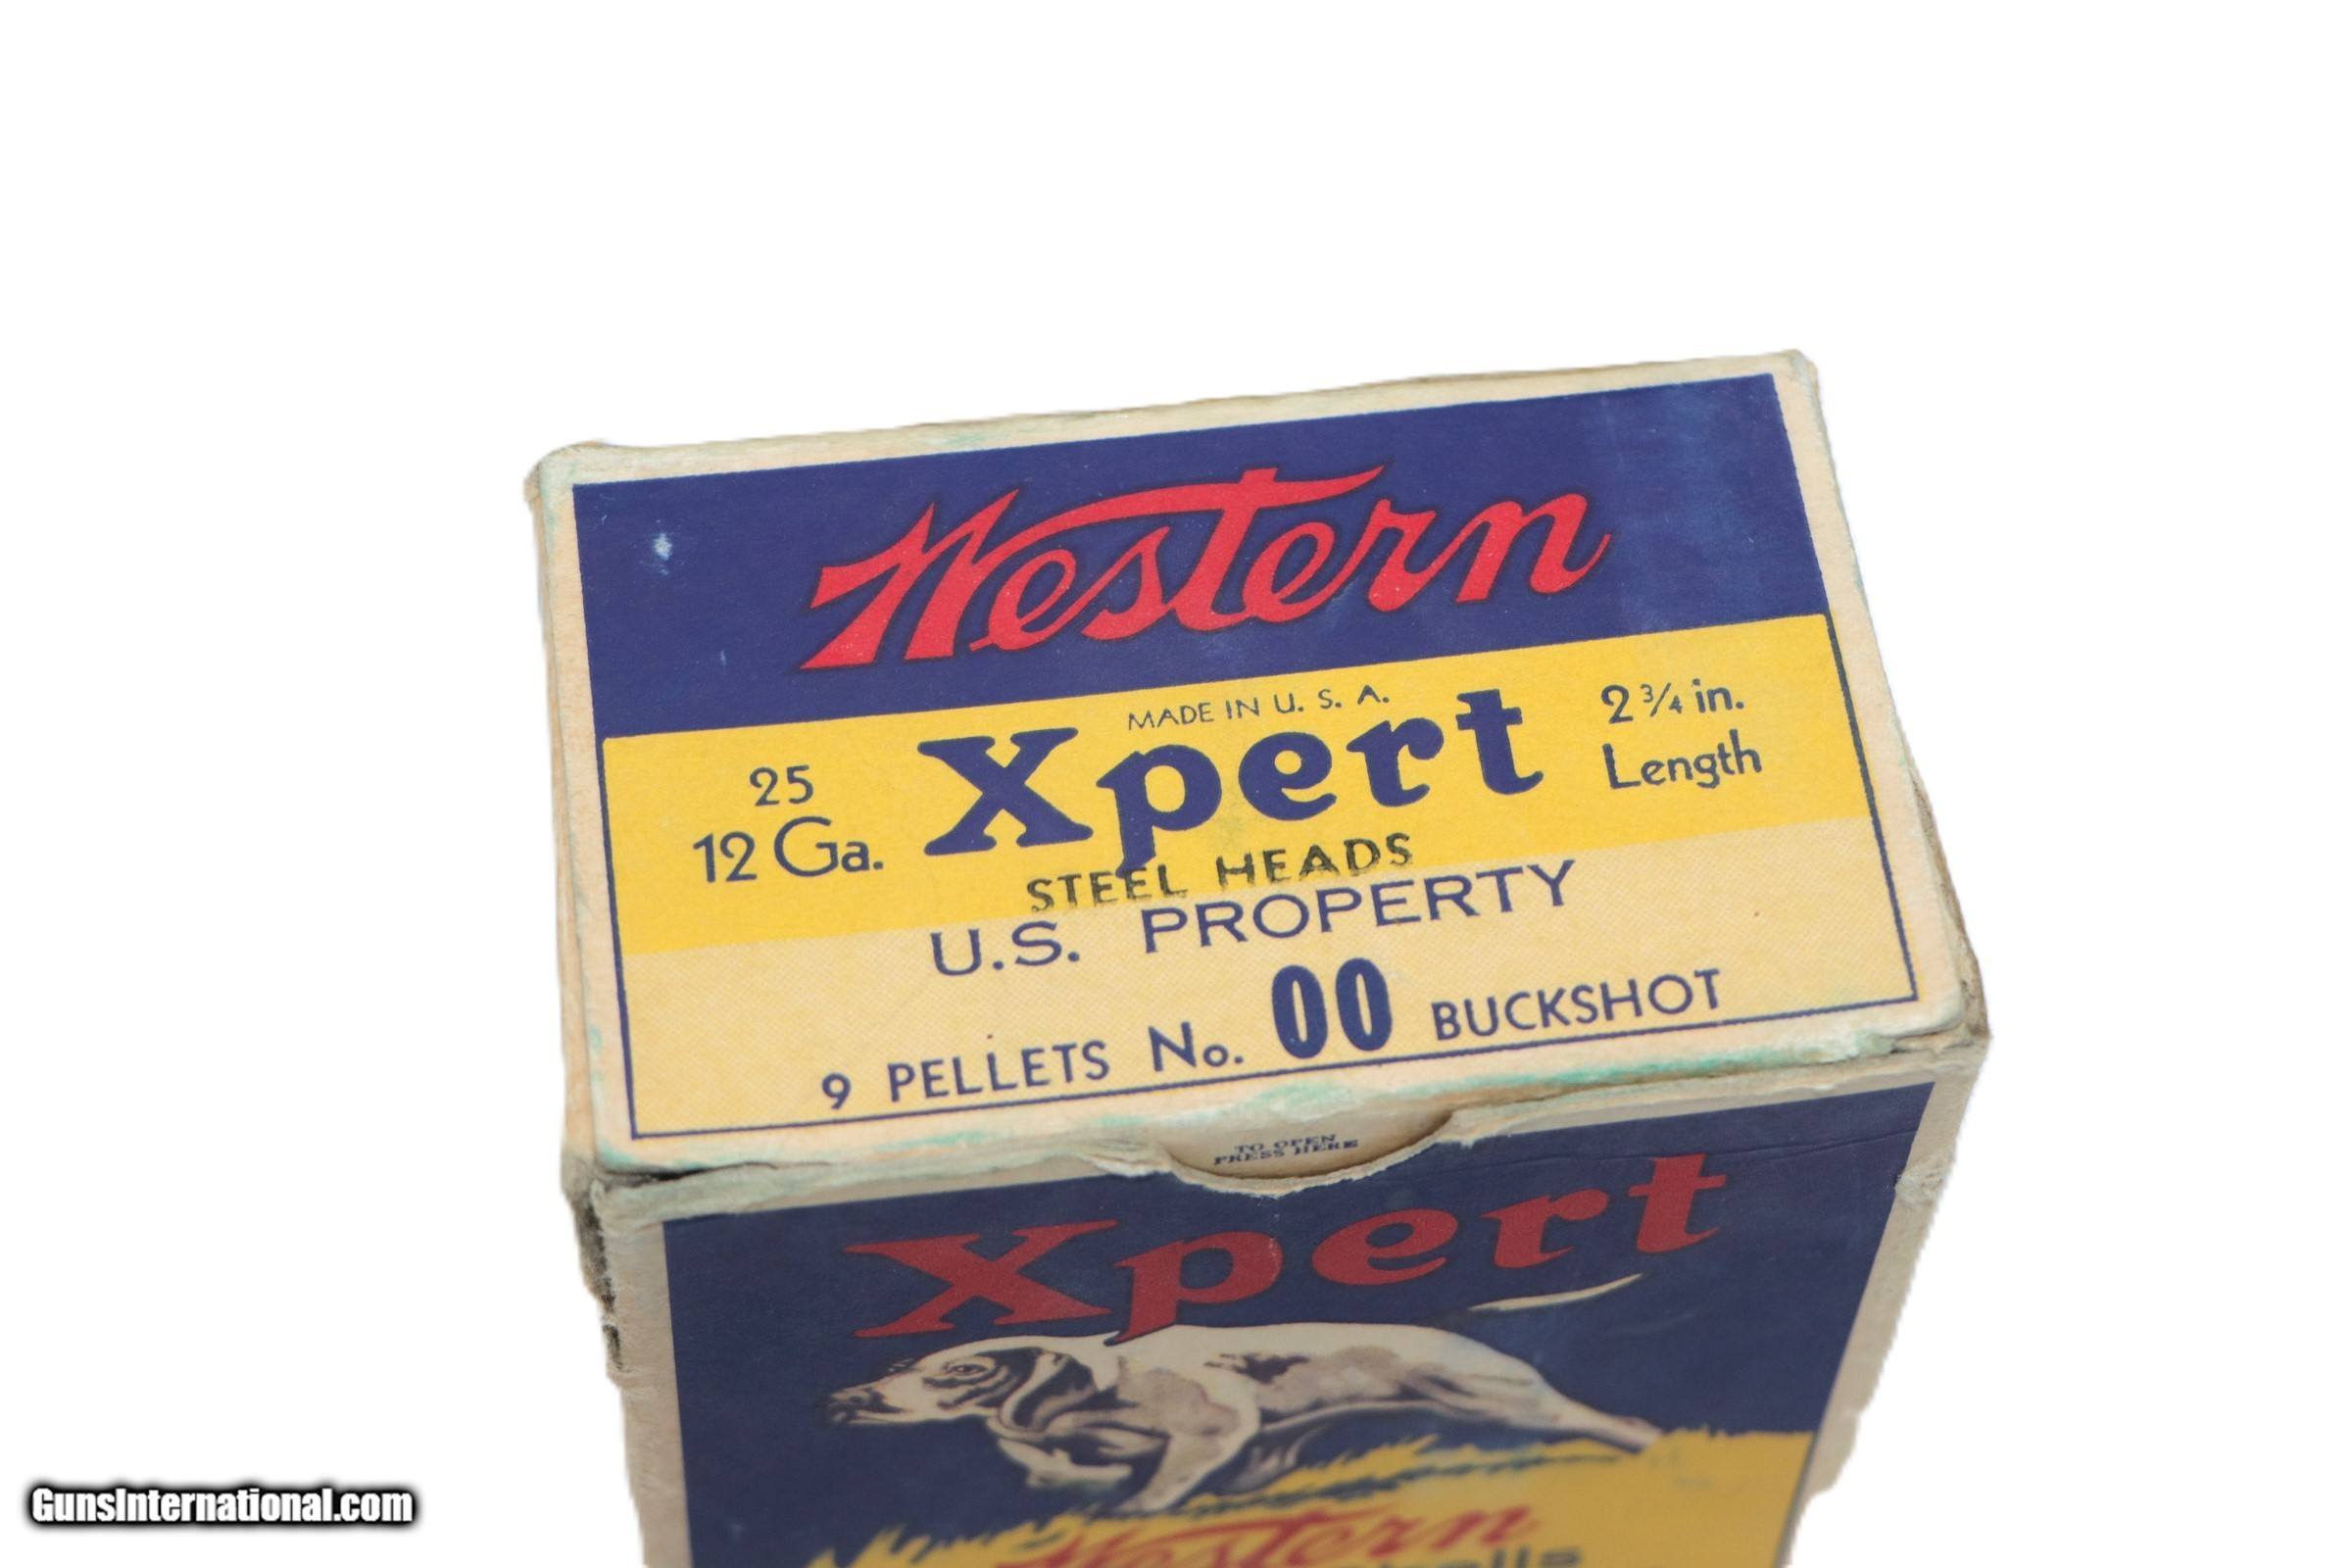 Western
MADE IN U. S. A.
25
12 Ga.
Xpert
2 3/4 in.
Length
STEEL HEADS
U.S. PROPERTY
9 PELLETS No. 00 BUCKSHOT
TO OPEN
PRESS HERE
Xpert
Western
GunsInternational.com